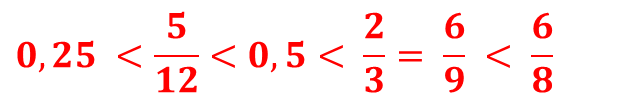 0,25 < 5/12 < 0,5 < 2/3 = 6/9 < 6/8